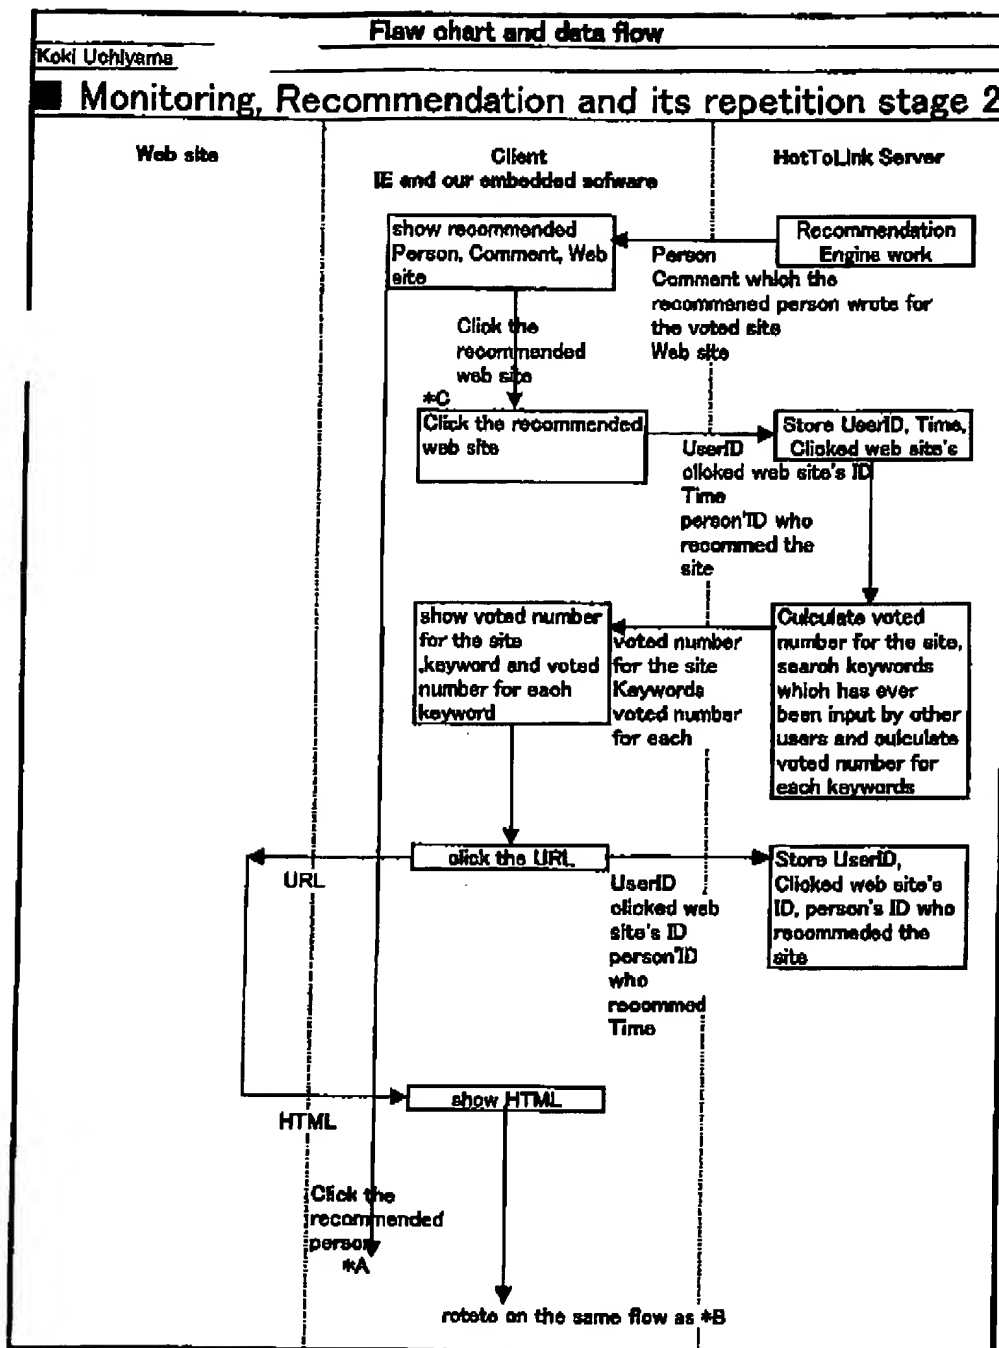 Flaw chart and data flow
Koki Uchiyama
■ Monitoring, Recommendation and its repetition stage 2
Web site
Client
IE and our embedded sofware
HotToLink Server
show recommended
Person, Comment, Web
site
Recommendation
Engine work
Person
Comment which the
recommened person wrote for
the voted site
Web site
Click the
recommended
web site
*C
Click the recommended
web site
Store UserID, Time,
Clicked web site's
UserID
clicked web site's ID
Time
person'ID who
recommed the
site
show voted number
for the site
,keyword and voted
number for each
keyword
voted number
for the site
Keywords
voted number
for each
Culculate voted
number for the site,
search keywords
which has ever
been input by other
users and culculate
voted number for
each keywords
click the URL
URL
UserID
clicked web
site's ID
person'ID
who
recommed
Time
Store UserID,
Clicked web site's
ID, person's ID who
recommeded the
site
show HTML
HTML
Click the
recommended
person
*A
rotate on the same flow as *B